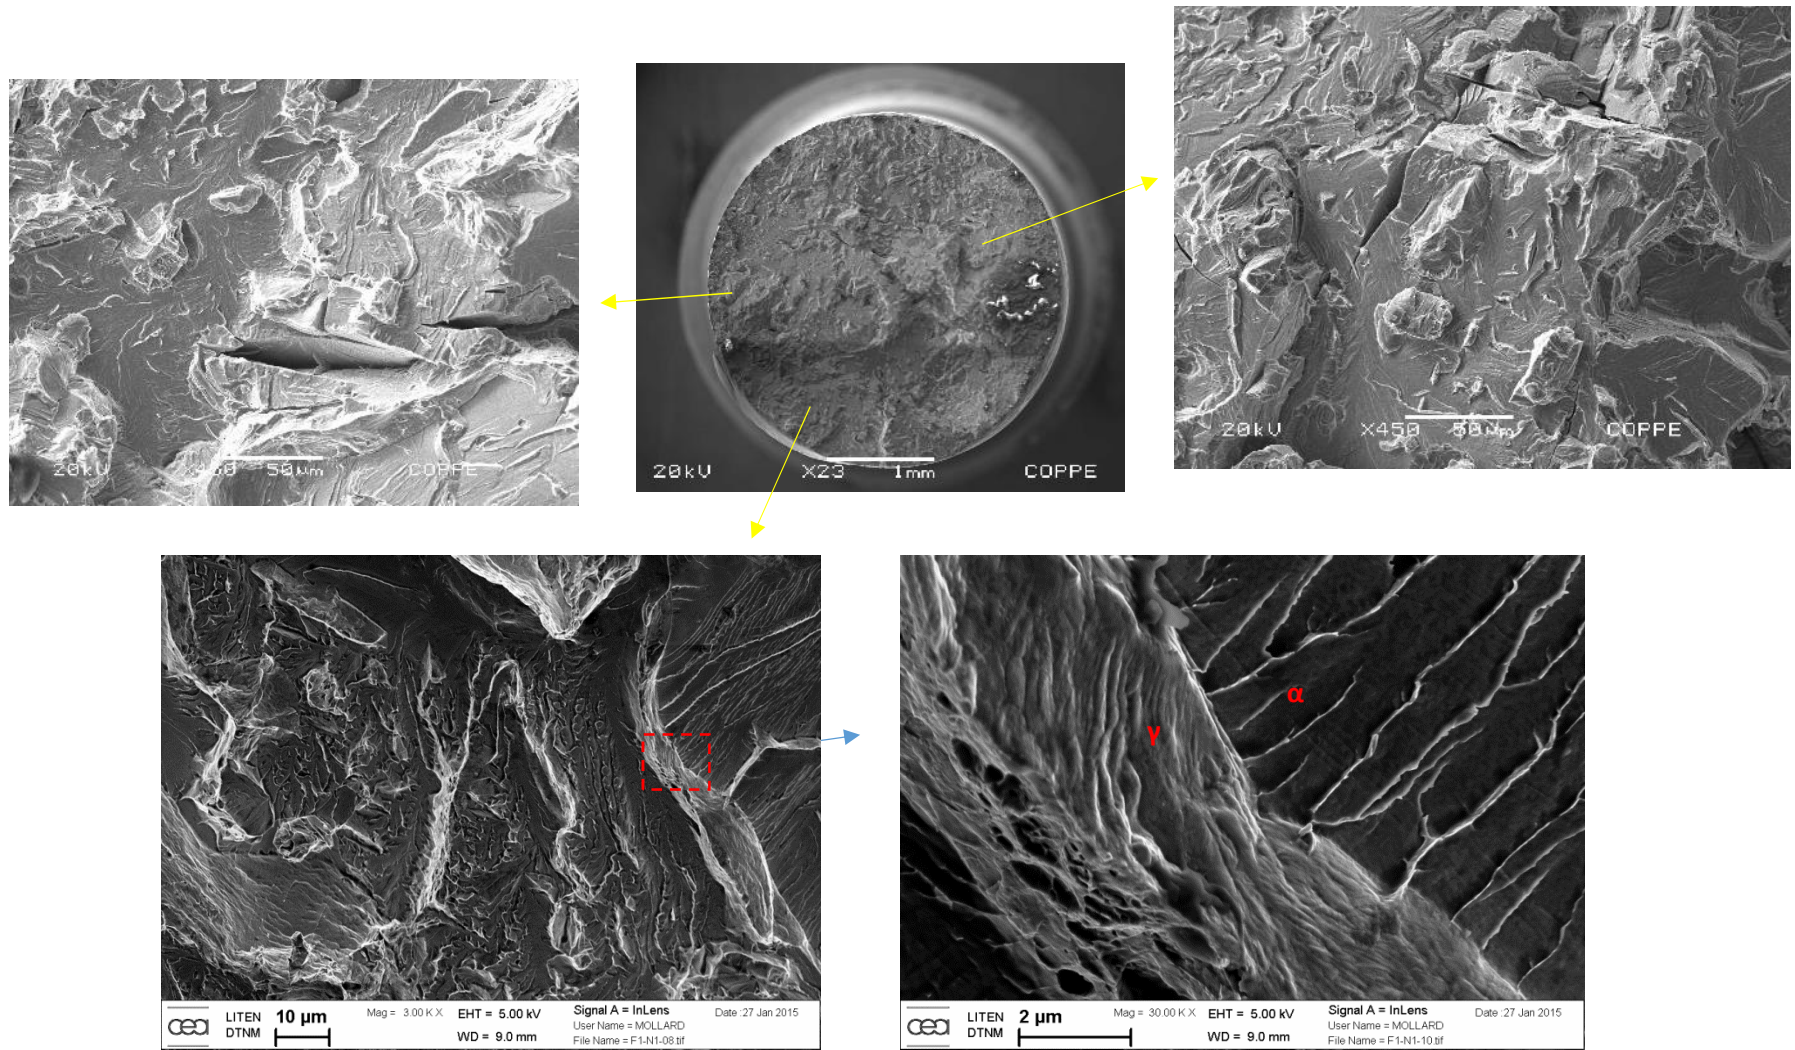 20kV X450 50µm COPPE
20kV X23 1mm COPPE
20kV X450 50µm COPPE
γ
α
cea
LITEN
DTNM
10 µm
Mag = 3.00 K X
EHT = 5.00 kV
WD = 9.0 mm
Signal A = InLens
User Name = MOLLARD
File Name = F1-N1-08.tif
Date :27 Jan 2015
cea
LITEN
DTNM
2 µm
Mag = 30.00 K X
EHT = 5.00 kV
WD = 9.0 mm
Signal A = InLens
User Name = MOLLARD
File Name = F1-N1-10.tif
Date :27 Jan 2015